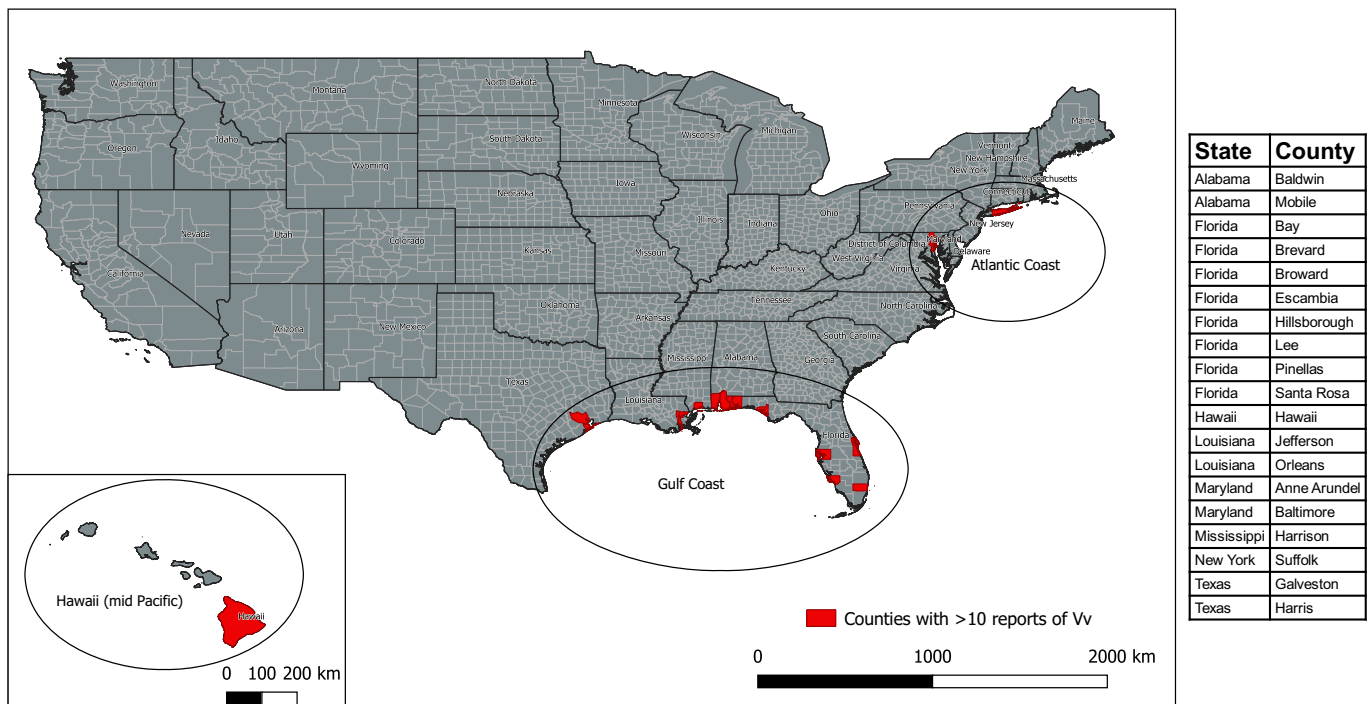 Washington
Montana
North Dakota
Minnesota
Maine
Oregon
Idaho
South Dakota
Wisconsin
Michigan
Vermont
New Hampshire
New York
Massachusetts
Connecticut
Wyoming
Iowa
Nebraska
Pennsylvania
New Jersey
Nevada
Utah
Colorado
Illinois
Indiana
Ohio
Maryland
District of Columbia
Delaware
California
Kansas
Missouri
West Virginia
Virginia
Kentucky
Atlantic Coast
Arizona
New Mexico
Oklahoma
Arkansas
Tennessee
North Carolina
South Carolina
Texas
Louisiana
Mississipp
Alabama
Georgia
Florida
Gulf Coast
Hawaii (mid Pacific)
Hawaii
0 100 200 km
Counties with >10 reports of Vv
0 1000 2000 km
State County
Alabama Baldwin
Alabama Mobile
Florida Bay
Florida Brevard
Florida Broward
Florida Escambia
Florida Hillsborough
Florida Lee
Florida Pinellas
Florida Santa Rosa
Hawaii Hawaii
Louisiana Jefferson
Louisiana Orleans
Maryland Anne Arundel
Maryland Baltimore
Mississippi Harrison
New York Suffolk
Texas Galveston
Texas Harris